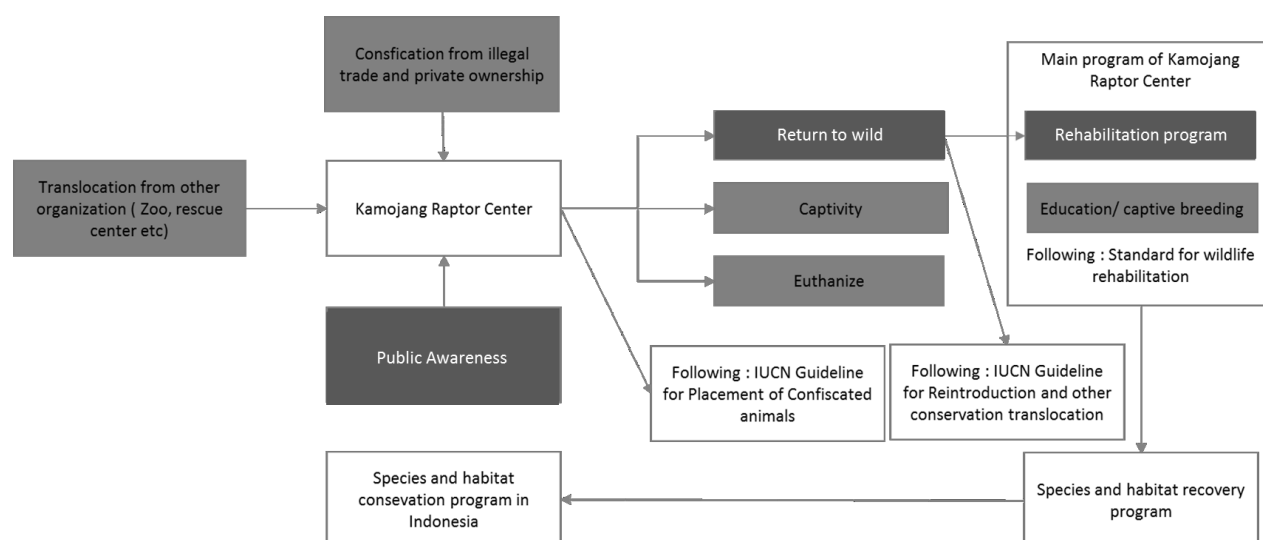 Consfication from illegal
trade and private ownership
Main program of Kamojang
Raptor Center
Return to wild
Rehabilitation program
Translocation from other
organization ( Zoo, rescue
center etc)
Kamojang Raptor Center
Captivity
Education/ captive breeding
Following : Standard for wildlife
rehabilitation
Euthanize
Public Awareness
Following : IUCN Guideline
for Placement of Confiscated
animals
Following : IUCN Guideline
for Reintroduction and other
conservation translocation
Species and habitat
consevation program in
Indonesia
Species and habitat recovery
program